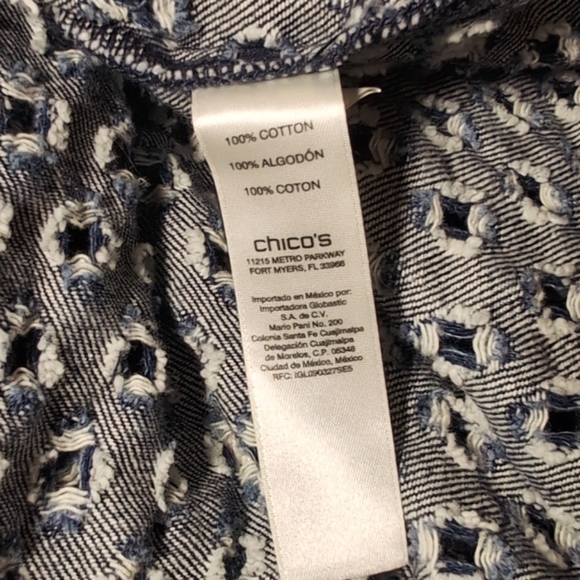 100% COTTON
100% ALGODÓN
100% COTON
chico's
11215 METRO PARKWAY
FORT MYERS, FL 33966
Importado en México por:
Importadora Globastic
S.A. de C.V.
Mario Pani No. 200
Colonia Santa Fe Cuajimalpa
Delegación Cuajimalpa
de Morelos, C.P. 05348
Ciudad de México, México
RFC: IGL090327SE5